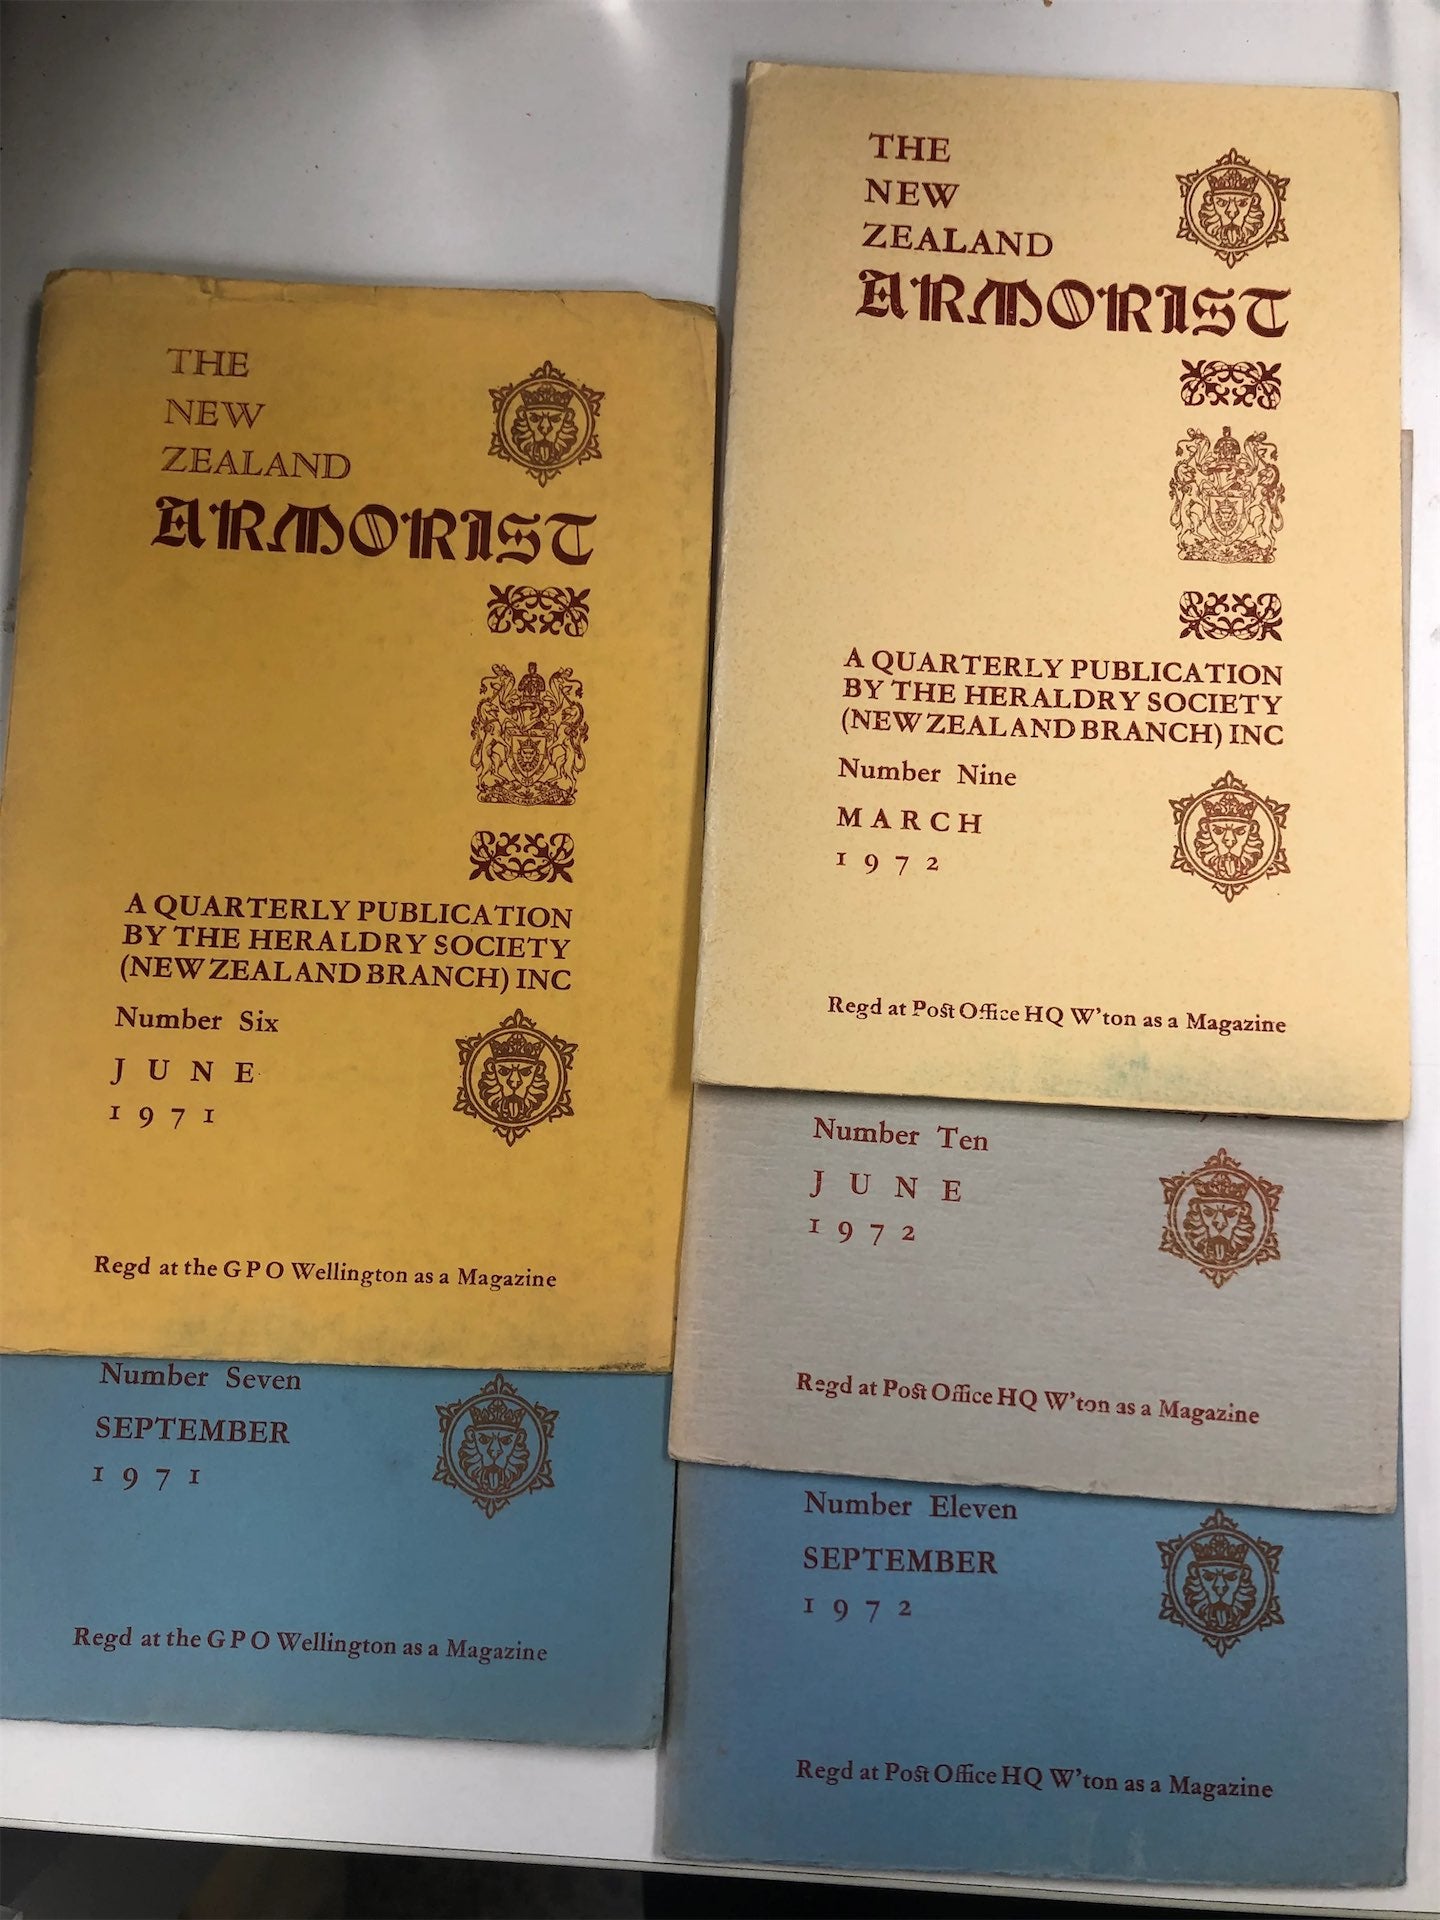 THE
NEW
ZEALAND
ARMORIST
A QUARTERLY PUBLICATION
BY THE HERALDRY SOCIETY
(NEW ZEALAND BRANCH) INC
Number Six
JUNE
1971
Regd at the GPO Wellington as a Magazine
Number Seven
SEPTEMBER
1971
Regd at the GPO Wellington as a Magazine
THE
NEW
ZEALAND
ARMORIST
A QUARTERLY PUBLICATION
BY THE HERALDRY SOCIETY
(NEW ZEALAND BRANCH) INC
Number Nine
MARCH
1972
Regd at Post Office HQ W'ton as a Magazine
Number Ten
JUNE
1972
Regd at Post Office HQ W'ton as a Magazine
Number Eleven
SEPTEMBER
1972
Regd at Post Office HQ W'ton as a Magazine